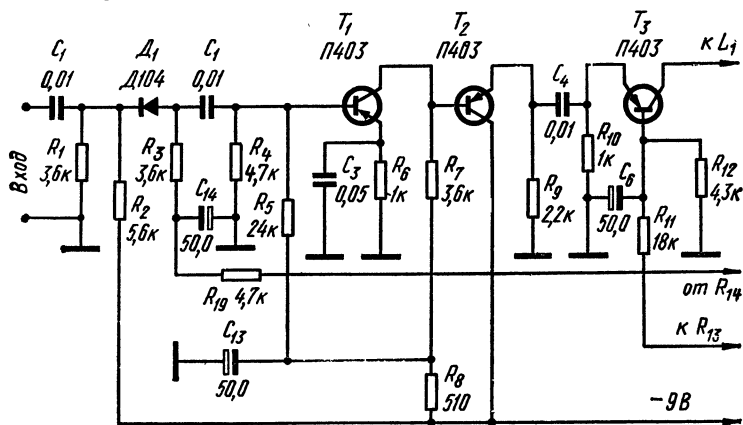 C1
0,01
Д1
Д104
C1
0,01
T1
П403
T2
П403
T3
П403
к L1
Вход
R1
3,6к
R2
5,6к
R3
3,6к
C14
50,0
R4
4,7к
R5
24к
C3
0,05
R6
1к
R7
3,6к
C4
0,01
R9
2,2к
R10
1к
C6
50,0
R11
18к
R12
4,3к
R19 4,7к
от R14
к R13
C13
50,0
R8
510
-9В